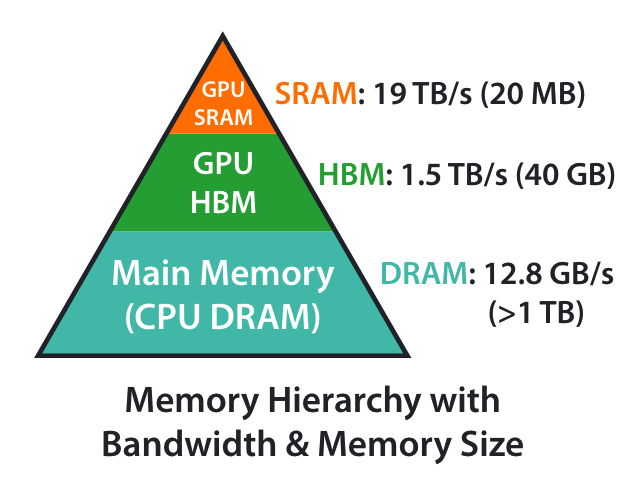 GPU
SRAM
SRAM: 19 TB/s (20 MB)
GPU
HBM
HBM: 1.5 TB/s (40 GB)
Main Memory
(CPU DRAM)
DRAM: 12.8 GB/s
(>1 TB)
Memory Hierarchy with
Bandwidth & Memory Size